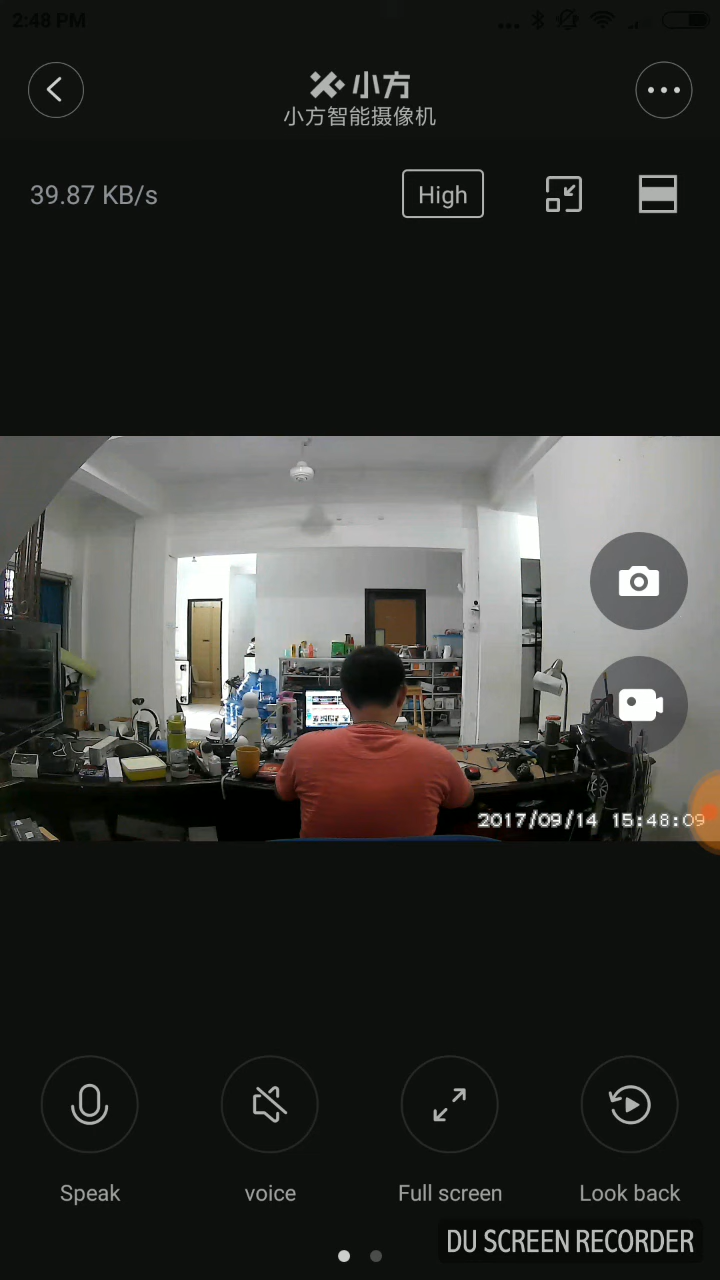 2:48 PM
小方
小方智能摄像机
39.87 KB/s
High
2017/09/14 15:48:09
Speak
voice
Full screen
Look back
DU SCREEN RECORDER